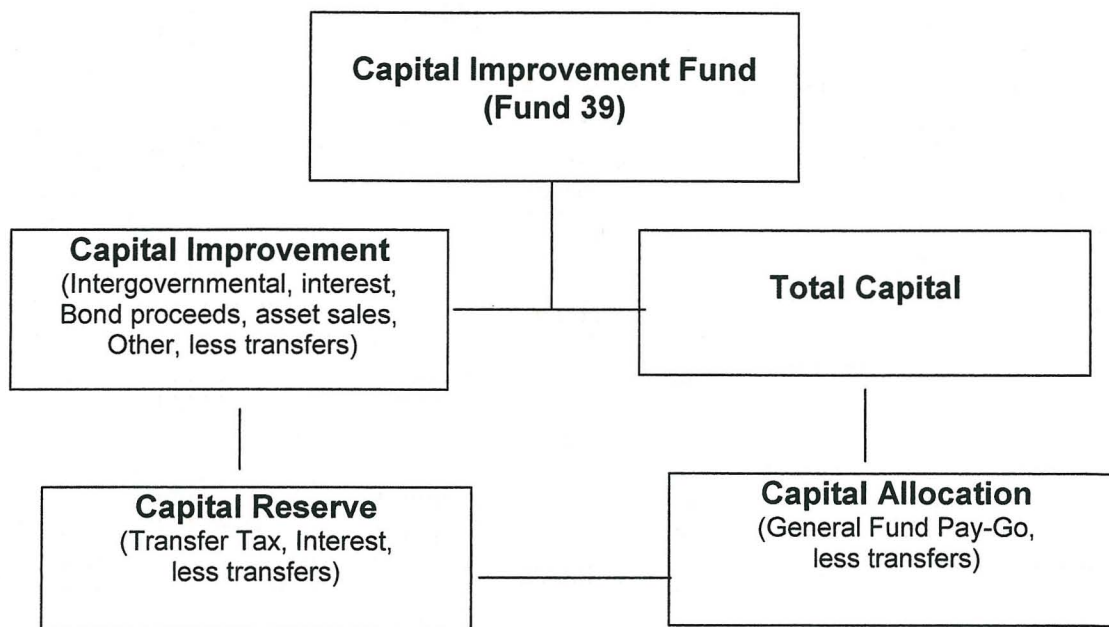 Capital Improvement Fund
(Fund 39)
Capital Improvement
(Intergovernmental, interest,
Bond proceeds, asset sales,
Other, less transfers)
Total Capital
Capital Reserve
(Transfer Tax, Interest,
less transfers)
Capital Allocation
(General Fund Pay-Go,
less transfers)